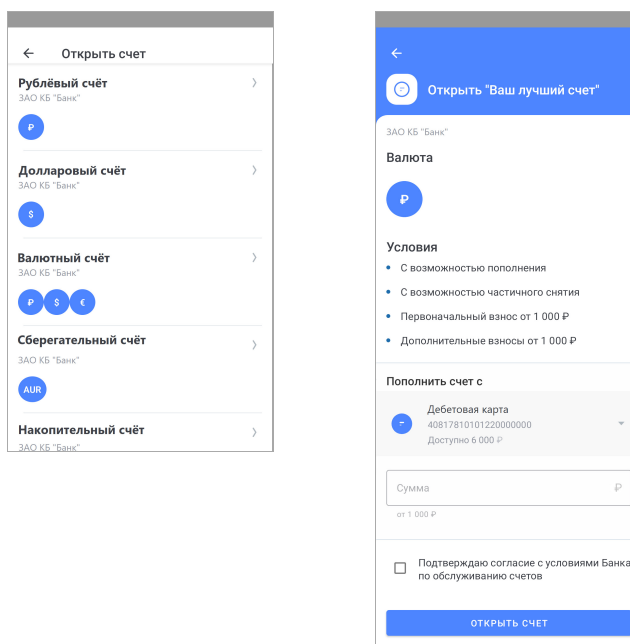 Открыть счет
Рублёвый счёт
ЗАО КБ "Банк"
₽
Долларовый счёт
ЗАО КБ "Банк"
$
Валютный счёт
ЗАО КБ "Банк"
₽ $ €
Сберегательный счёт
ЗАО КБ "Банк"
AUR
Накопительный счёт
ЗАО КБ "Банк"
Открыть "Ваш лучший счет"
ЗАО КБ "Банк"
Валюта
₽
Условия
С возможностью пополнения
С возможностью частичного снятия
Первоначальный взнос от 1 000 ₽
Дополнительные взносы от 1 000 ₽
Пополнить счет с
Дебетовая карта
40817810101220000000
Доступно 6 000 ₽
Сумма ₽
от 1 000 ₽
Подтверждаю согласие с условиями Банка
по обслуживанию счетов
ОТКРЫТЬ СЧЕТ